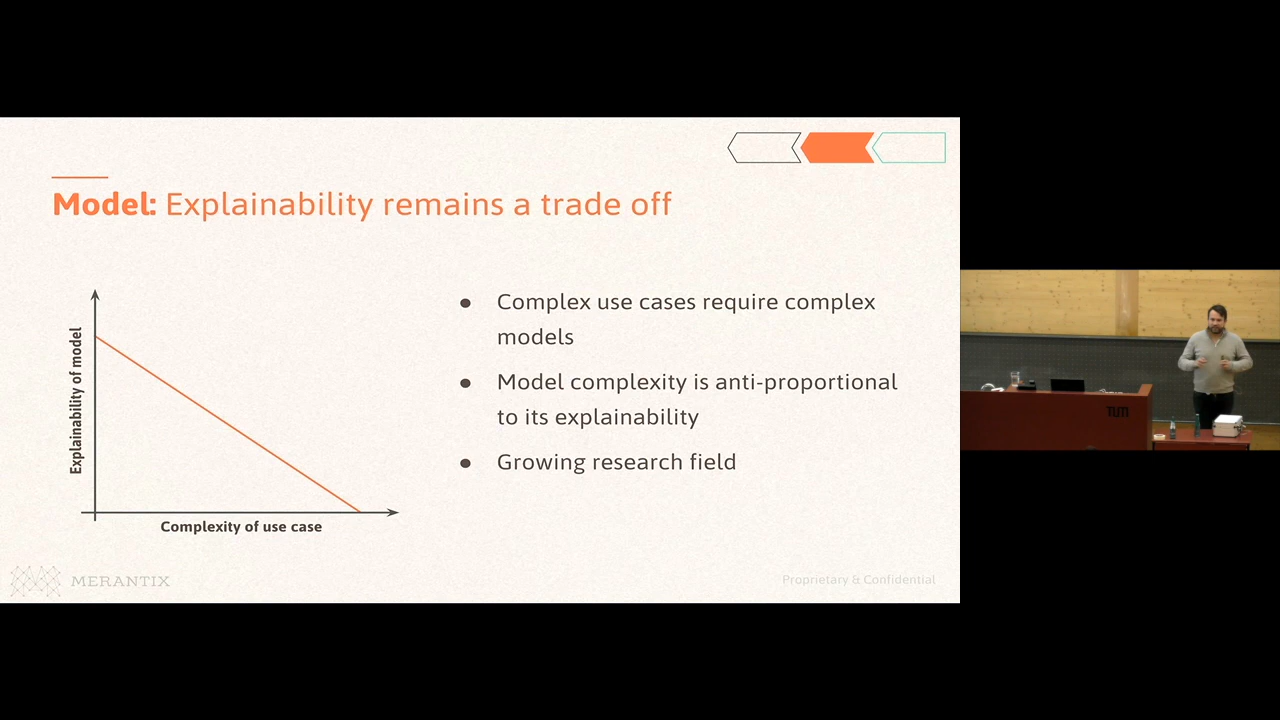 Model: Explainability remains a trade off
Explainability of model
Complexity of use case
● Complex use cases require complex
models
● Model complexity is anti-proportional
to its explainability
● Growing research field
MERANTIX
Proprietary & Confidential
TUM